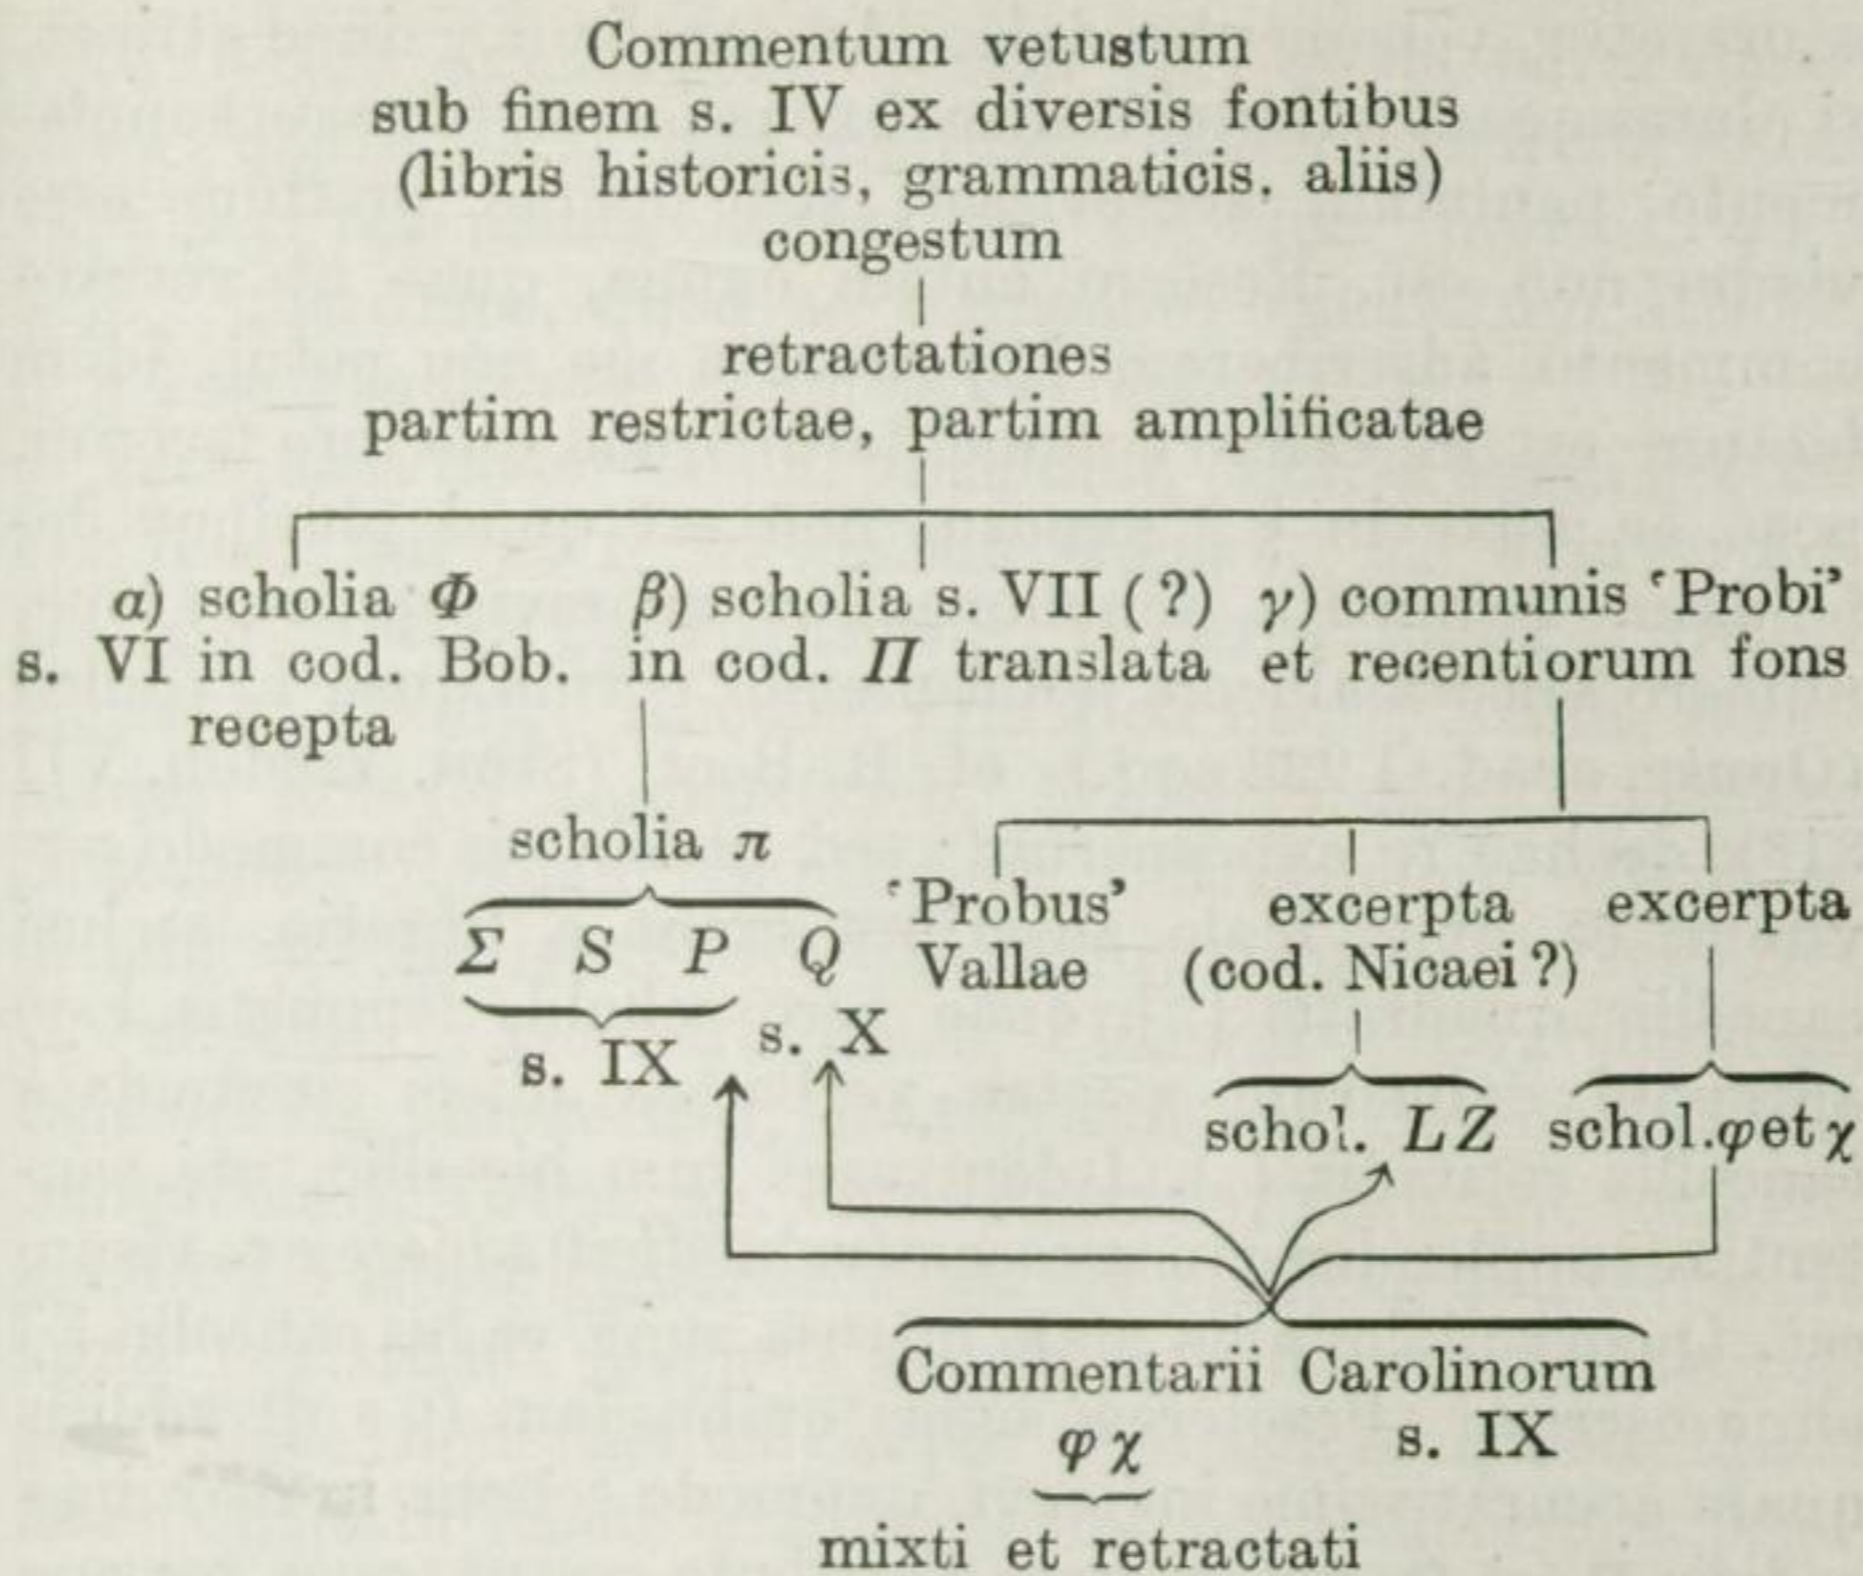 Commentum vetustum
sub finem s. IV ex diversis fontibus
(libris historicis, grammaticis, aliis)
congestum
retractationes
partim restrictae, partim amplificatae
α) scholia Φ
s. VI in cod. Bob.
recepta
β) scholia s. VII (?)
in cod. Π translata
γ) communis ‛Probi’
et recentiorum fons
scholia π
Σ S P Q
s. IX
s. X
‛Probus’
Vallae
excerpta
(cod. Nicaei?)
excerpta
schol. LZ
schol. φ et χ
Commentarii Carolinorum
φ χ
s. IX
mixti et retractati